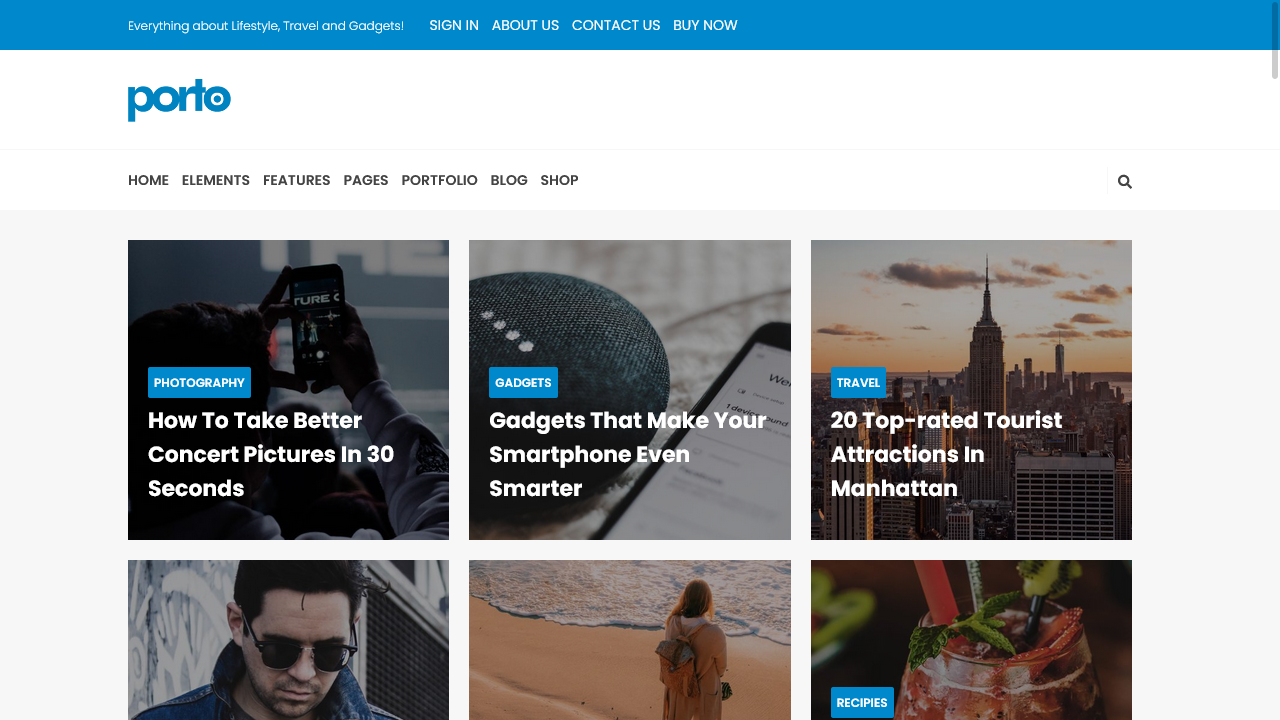 Everything about Lifestyle, Travel and Gadgets! SIGN IN ABOUT US CONTACT US BUY NOW
porto
HOME ELEMENTS FEATURES PAGES PORTFOLIO BLOG SHOP
TURE
PHOTOGRAPHY
How To Take Better
Concert Pictures In 30
Seconds
GADGETS
Gadgets That Make Your
Smartphone Even
Smarter
TRAVEL
20 Top-rated Tourist
Attractions In
Manhattan
RECIPIES